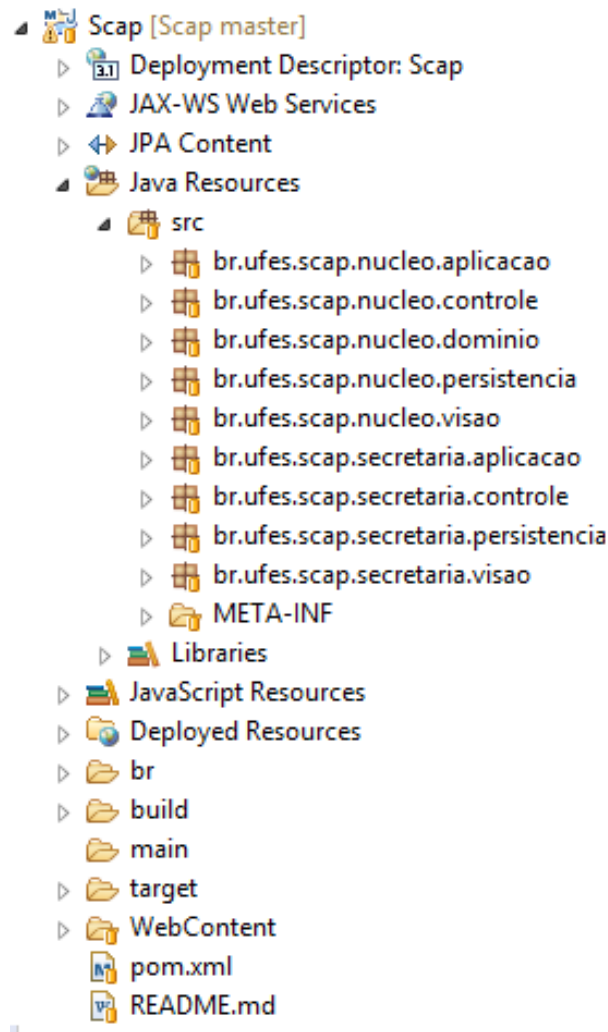 Scap [Scap master]
3.1 Deployment Descriptor: Scap
JAX-WS Web Services
JPA Content
Java Resources
src
br.ufes.scap.nucleo.aplicacao
br.ufes.scap.nucleo.controle
br.ufes.scap.nucleo.dominio
br.ufes.scap.nucleo.persistencia
br.ufes.scap.nucleo.visao
br.ufes.scap.secretaria.aplicacao
br.ufes.scap.secretaria.controle
br.ufes.scap.secretaria.persistencia
br.ufes.scap.secretaria.visao
META-INF
Libraries
JavaScript Resources
Deployed Resources
br
build
main
target
WebContent
pom.xml
README.md